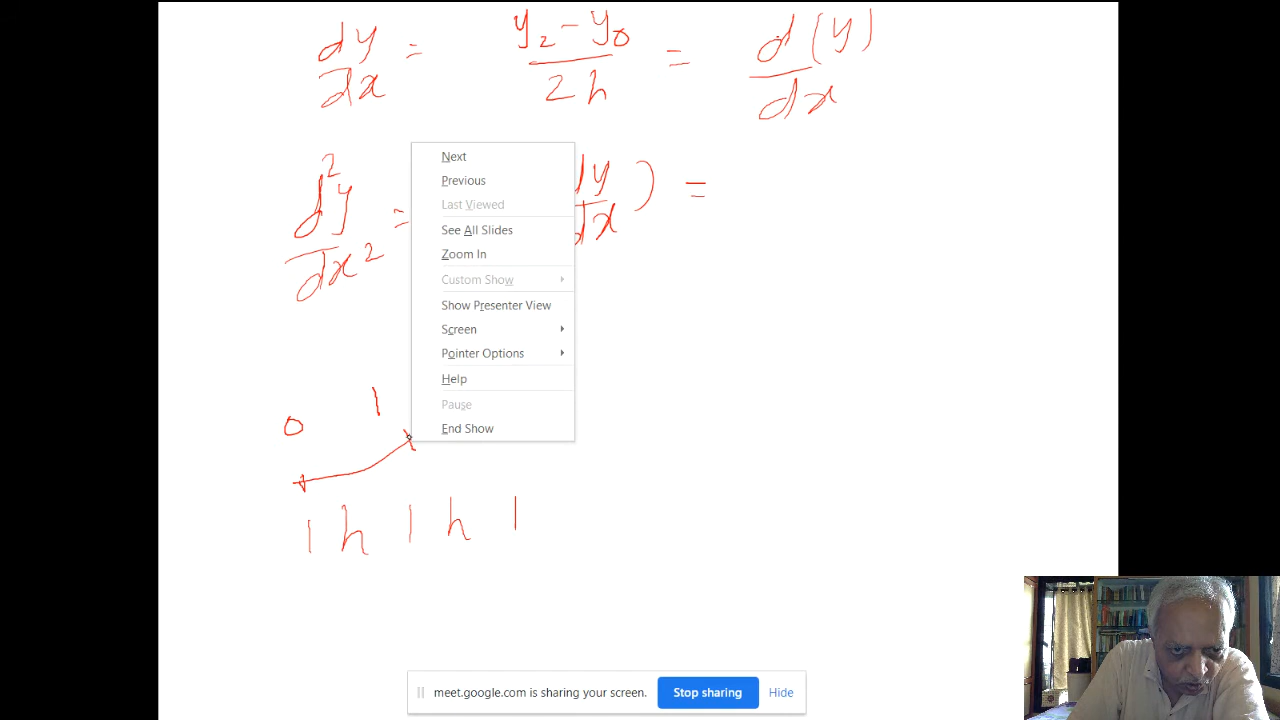 dy/dx = (y₂ - y₀)/2h = d(y)/dx
d²y/dx² = dy/dx) =
Next
Previous
Last Viewed
See All Slides
Zoom In
Custom Show
Show Presenter View
Screen
Pointer Options
Help
Pause
End Show
0 1
| h | h |
meet.google.com is sharing your screen. Stop sharing Hide